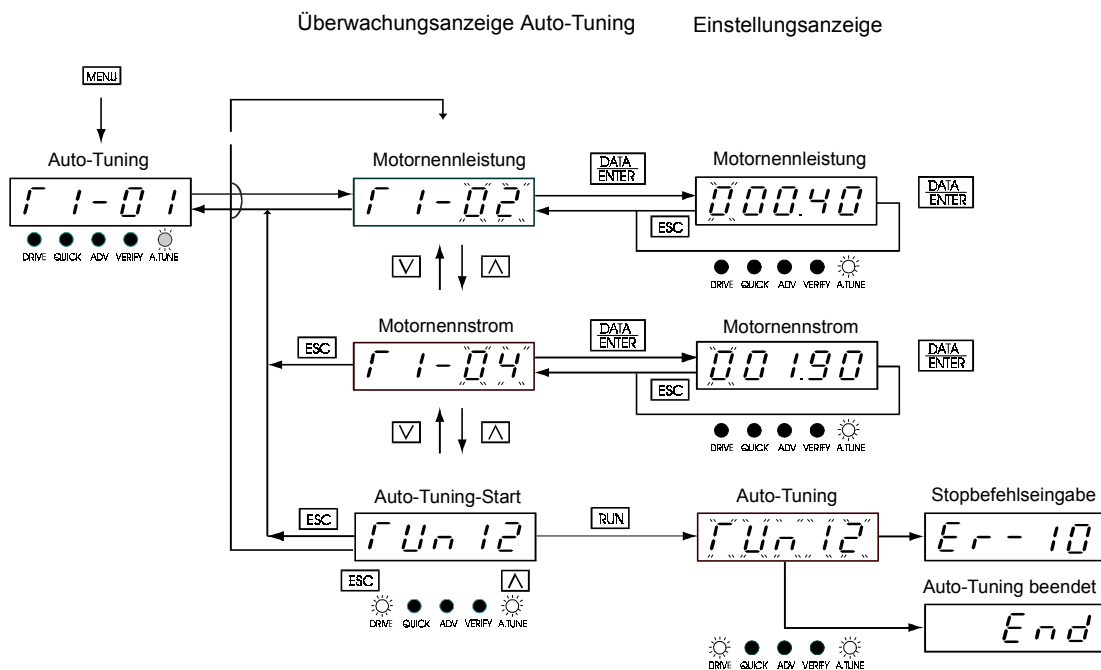 Überwachungsanzeige Auto-Tuning Einstellungsanzeige
MENU
Auto-Tuning Motornennleistung Motornennleistung
DATA
ENTER
T1-01 T1-02 000.40
DATA
ENTER
ESC
DRIVE QUICK ADV VERIFY A.TUNE
DRIVE QUICK ADV VERIFY A.TUNE
Motornennstrom Motornennstrom
DATA
ENTER
ESC
T1-04 001.90
DATA
ENTER
ESC
DRIVE QUICK ADV VERIFY A.TUNE
Auto-Tuning-Start Auto-Tuning Stopbefehlseingabe
ESC
RUN
TUn12 TUn12 Er-10
ESC
DRIVE QUICK ADV VERIFY A.TUNE
Auto-Tuning beendet
End
DRIVE QUICK ADV VERIFY A.TUNE